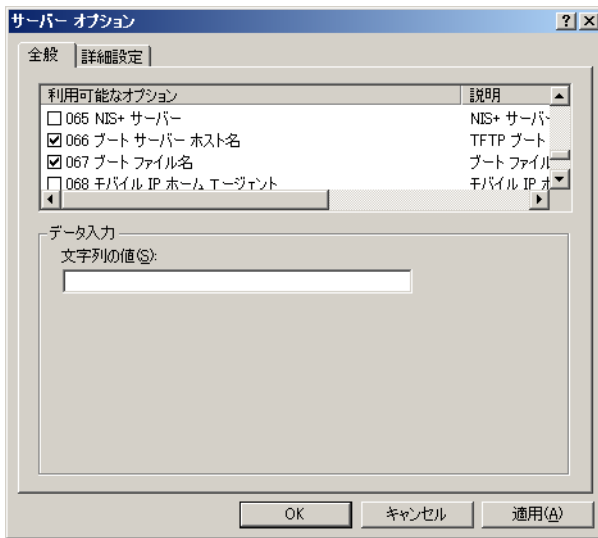 サーバー オプション
全般 詳細設定
利用可能なオプション 説明
065 NIS+ サーバー NIS+ サーバ
066 ブート サーバー ホスト名 TFTP ブート
067 ブート ファイル名 ブート ファイル
068 モバイル IP ホーム エージェント モバイル IP ホ
データ入力
文字列の値(S):
OK キャンセル 適用(A)